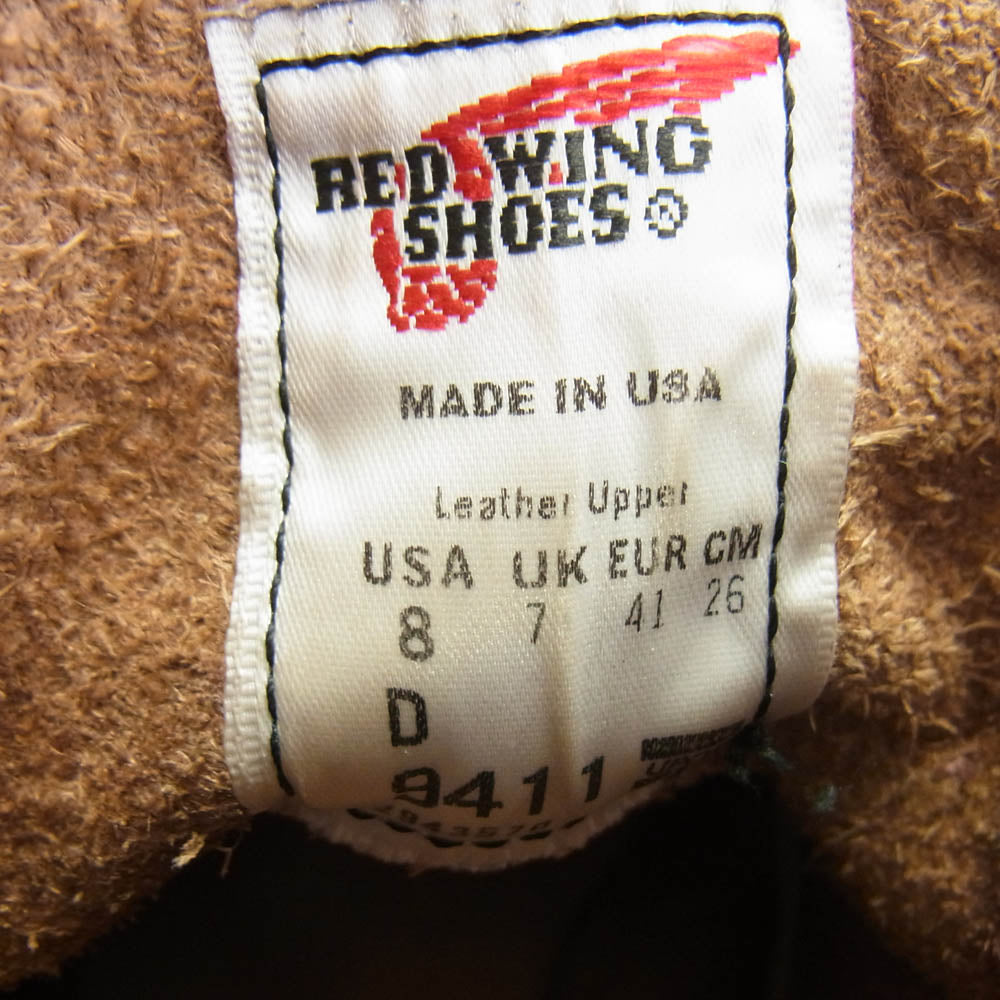 RED WING
SHOES ®
MADE IN USA
Leather Upper
USA UK EUR CM
8 7 41 26
D
9411